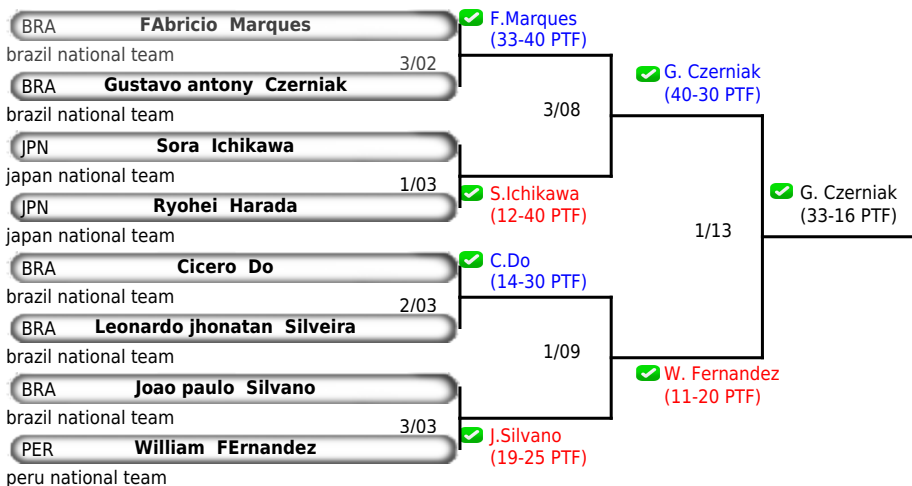 BRA FAbricio Marques
brazil national team
3/02
BRA Gustavo antony Czerniak
brazil national team
F.Marques
(33-40 PTF)
JPN Sora Ichikawa
japan national team
1/03
JPN Ryohei Harada
japan national team
S.Ichikawa
(12-40 PTF)
3/08
G. Czerniak
(40-30 PTF)
BRA Cicero Do
brazil national team
2/03
BRA Leonardo jhonatan Silveira
brazil national team
C.Do
(14-30 PTF)
BRA Joao paulo Silvano
brazil national team
3/03
PER William FErnandez
peru national team
J.Silvano
(19-25 PTF)
1/09
W. Fernandez
(11-20 PTF)
1/13
G. Czerniak
(33-16 PTF)